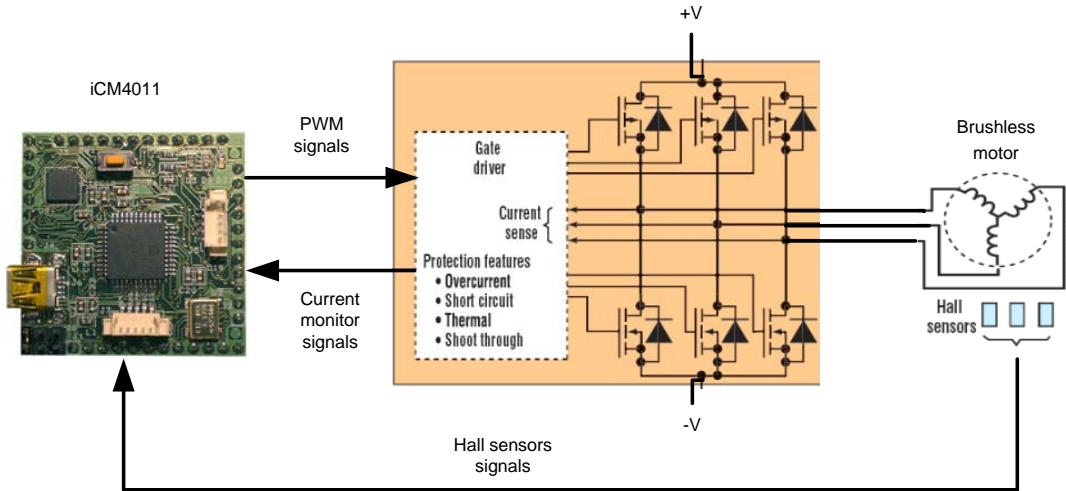 +V
iCM4011
PWM
signals
Gate
driver
Current
sense
Protection features
• Overcurrent
• Short circuit
• Thermal
• Shoot through
Current
monitor
signals
Brushless
motor
Hall
sensors
-V
Hall sensors
signals